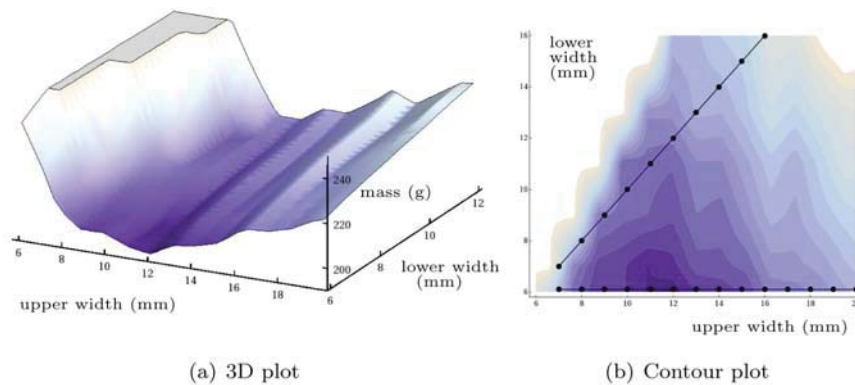 240
mass (g)
220
200
12
10
8
6
lower width
(mm)
6
8
10
12
14
16
18
upper width (mm)
(a) 3D plot
16
lower
width
(mm)
14
12
10
8
6
6 8 10 12 14 16 18 20
upper width (mm)
(b) Contour plot